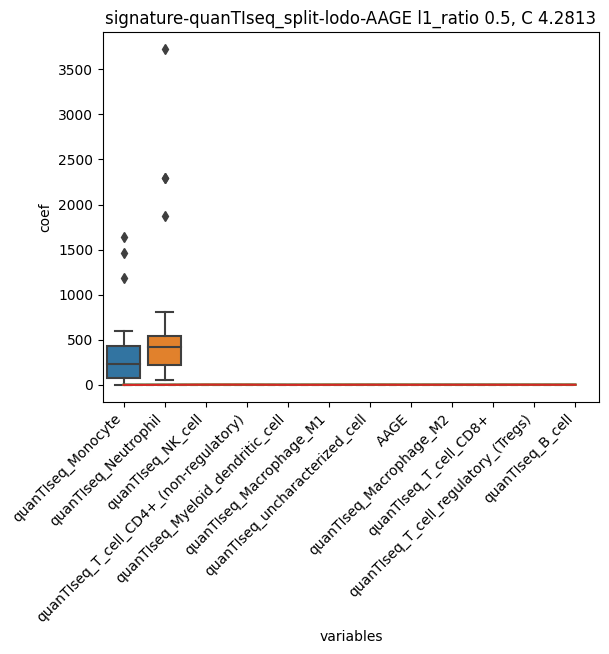 signature-quanTIseq_split-lodo-AAGE l1_ratio 0.5, C 4.2813
3500
3000
2500
2000
1500
1000
500
0
coef
quanTIseq_Monocyte
quanTIseq_Neutrophil
quanTIseq_NK_cell
quanTIseq_T_cell_CD4+_(non-regulatory)
quanTIseq_Myeloid_dendritic_cell
quanTIseq_Macrophage_M1
quanTIseq_uncharacterized_cell
AAGE
quanTIseq_Macrophage_M2
quanTIseq_T_cell_CD8+
quanTIseq_T_cell_regulatory_(Tregs)
quanTIseq_B_cell
variables